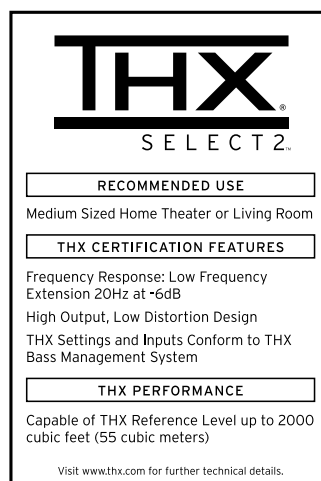 THX®
SELECT2™
RECOMMENDED USE
Medium Sized Home Theater or Living Room
THX CERTIFICATION FEATURES
Frequency Response: Low Frequency
Extension 20Hz at -6dB
High Output, Low Distortion Design
THX Settings and Inputs Conform to THX
Bass Management System
THX PERFORMANCE
Capable of THX Reference Level up to 2000
cubic feet (55 cubic meters)
Visit www.thx.com for further technical details.